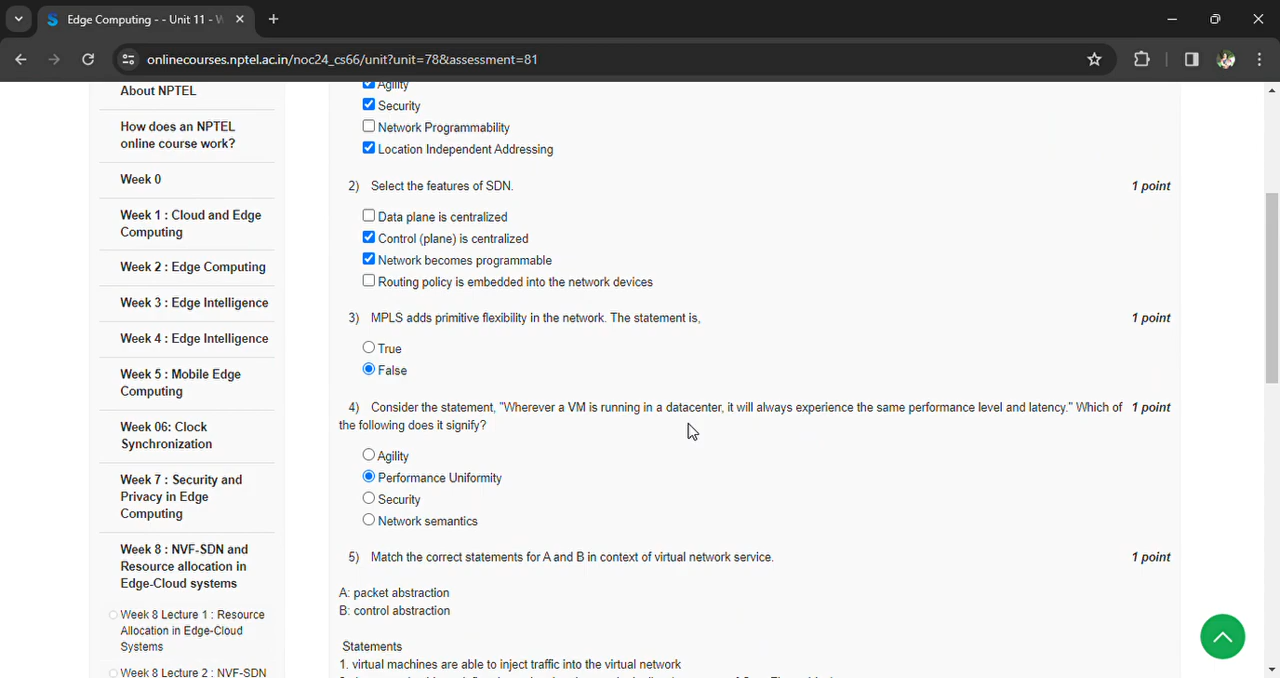 Edge Computing - - Unit 11 - W
onlinecourses.nptel.ac.in/noc24_cs66/unit?unit=78&assessment=81
About NPTEL
How does an NPTEL
online course work?
Week 0
Week 1 : Cloud and Edge
Computing
Week 2 : Edge Computing
Week 3 : Edge Intelligence
Week 4 : Edge Intelligence
Week 5 : Mobile Edge
Computing
Week 06: Clock
Synchronization
Week 7 : Security and
Privacy in Edge
Computing
Week 8 : NVF-SDN and
Resource allocation in
Edge-Cloud systems
Week 8 Lecture 1 : Resource
Allocation in Edge-Cloud
Systems
Week 8 Lecture 2 : NVF-SDN
Agility
Security
Network Programmability
Location Independent Addressing
2) Select the features of SDN. 1 point
Data plane is centralized
Control (plane) is centralized
Network becomes programmable
Routing policy is embedded into the network devices
3) MPLS adds primitive flexibility in the network. The statement is, 1 point
True
False
4) Consider the statement, "Wherever a VM is running in a datacenter, it will always experience the same performance level and latency." Which of 1 point
the following does it signify?
Agility
Performance Uniformity
Security
Network semantics
5) Match the correct statements for A and B in context of virtual network service. 1 point
A: packet abstraction
B: control abstraction
Statements
1. virtual machines are able to inject traffic into the virtual network